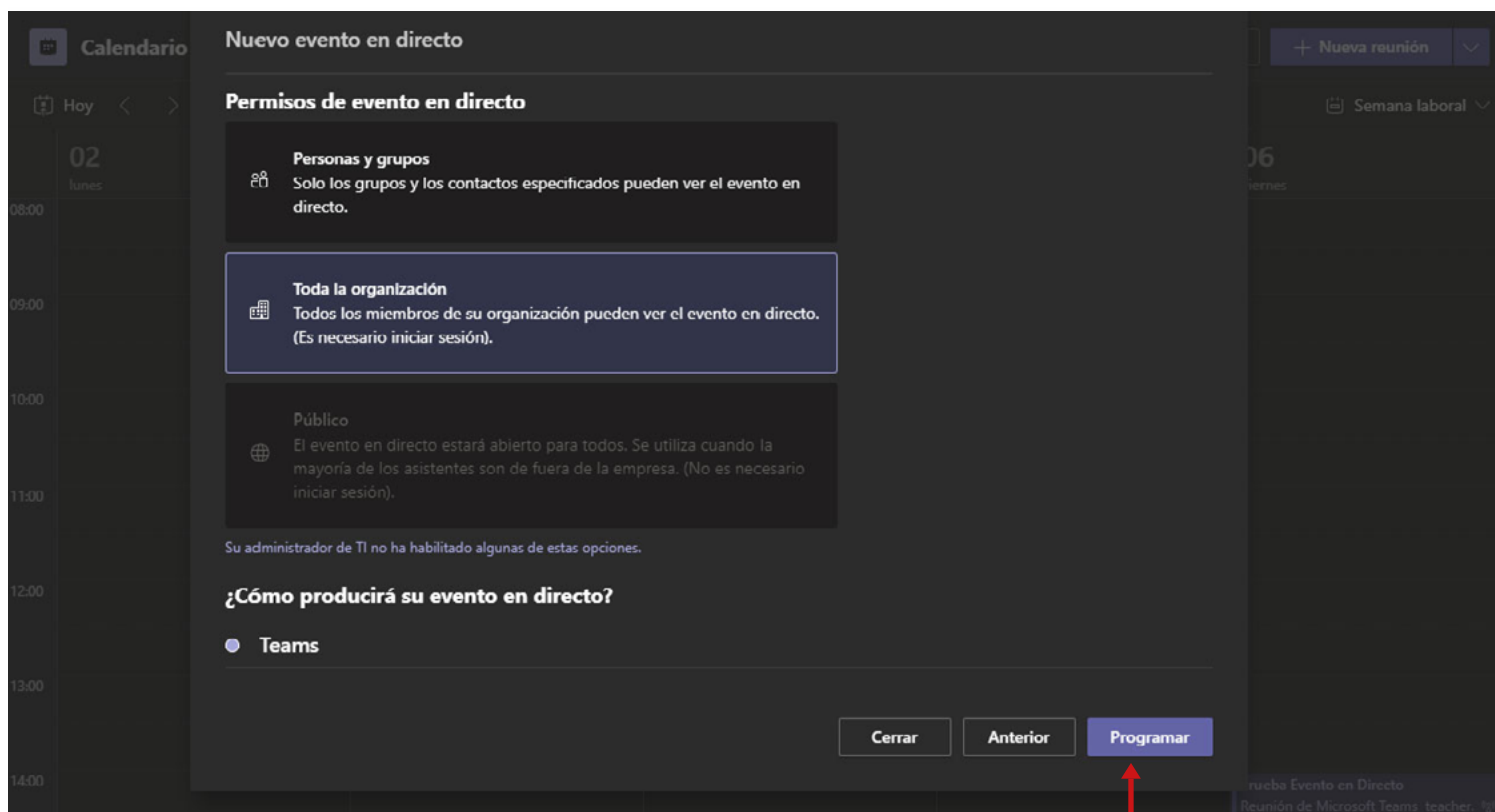 Calendario
Nuevo evento en directo
+ Nueva reunión
Hoy
Permisos de evento en directo
Semana laboral
02
lunes
06
08:00
Personas y grupos
Solo los grupos y los contactos especificados pueden ver el evento en
directo.
09:00
Toda la organización
Todos los miembros de su organización pueden ver el evento en directo.
(Es necesario iniciar sesión).
10:00
Público
El evento en directo estará abierto para todos. Se utiliza cuando la
mayoría de los asistentes son de fuera de la empresa. (No es necesario
iniciar sesión).
11:00
Su administrador de TI no ha habilitado algunas de estas opciones.
12:00
¿Cómo producirá su evento en directo?
Teams
13:00
Cerrar
Anterior
Programar
14:00
rueba Evento en Directo
Reunión de Microsoft Teams teacher.